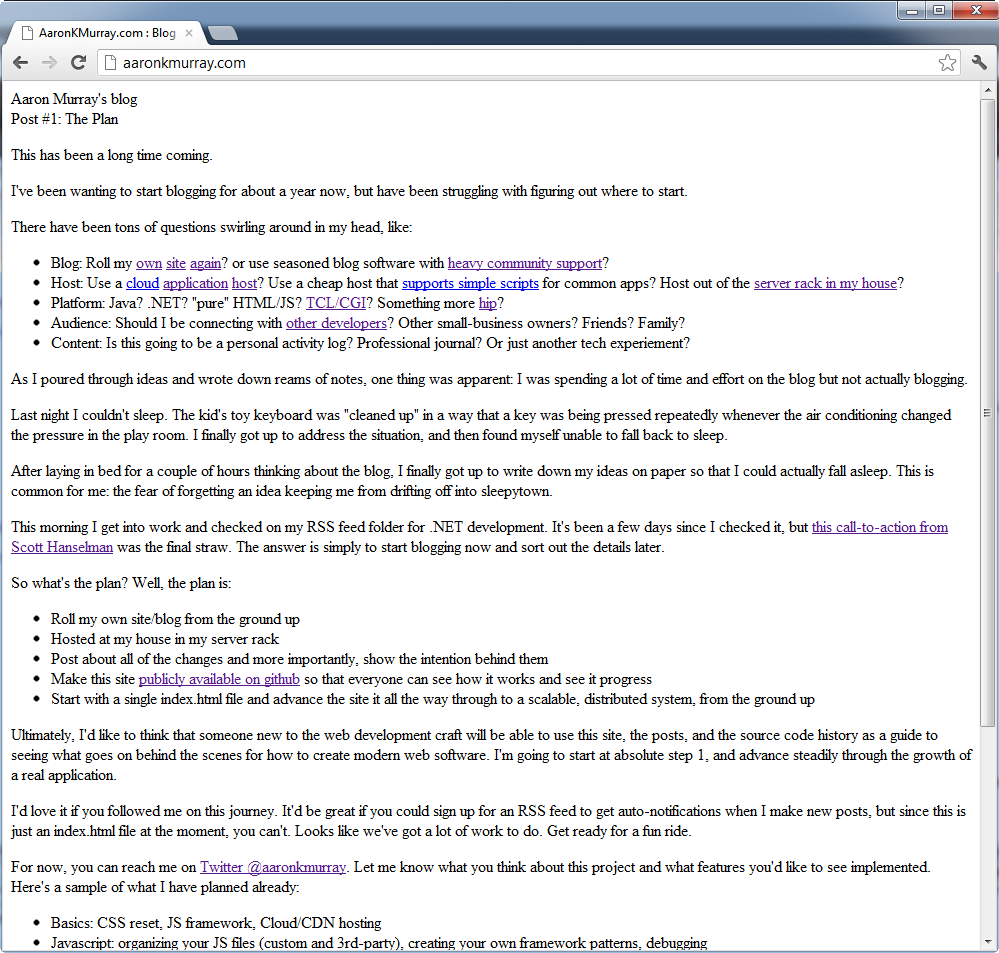 AaronKMurray.com : Blog
aaronkmurray.com
Aaron Murray's blog
Post #1: The Plan
This has been a long time coming.
I've been wanting to start blogging for about a year now, but have been struggling with figuring out where to start.
There have been tons of questions swirling around in my head, like:
Blog: Roll my own site again? or use seasoned blog software with heavy community support?
Host: Use a cloud application host? Use a cheap host that supports simple scripts for common apps? Host out of the server rack in my house?
Platform: Java? .NET? "pure" HTML/JS? TCL/CGI? Something more hip?
Audience: Should I be connecting with other developers? Other small-business owners? Friends? Family?
Content: Is this going to be a personal activity log? Professional journal? Or just another tech experiement?
As I poured through ideas and wrote down reams of notes, one thing was apparent: I was spending a lot of time and effort on the blog but not actually blogging.
Last night I couldn't sleep. The kid's toy keyboard was "cleaned up" in a way that a key was being pressed repeatedly whenever the air conditioning changed
the pressure in the play room. I finally got up to address the situation, and then found myself unable to fall back to sleep.
After laying in bed for a couple of hours thinking about the blog, I finally got up to write down my ideas on paper so that I could actually fall asleep. This is
common for me: the fear of forgetting an idea keeping me from drifting off into sleepytown.
This morning I get into work and checked on my RSS feed folder for .NET development. It's been a few days since I checked it, but this call-to-action from
Scott Hanselman was the final straw. The answer is simply to start blogging now and sort out the details later.
So what's the plan? Well, the plan is:
Roll my own site/blog from the ground up
Hosted at my house in my server rack
Post about all of the changes and more importantly, show the intention behind them
Make this site publicly available on github so that everyone can see how it works and see it progress
Start with a single index.html file and advance the site it all the way through to a scalable, distributed system, from the ground up
Ultimately, I'd like to think that someone new to the web development craft will be able to use this site, the posts, and the source code history as a guide to
seeing what goes on behind the scenes for how to create modern web software. I'm going to start at absolute step 1, and advance steadily through the growth of
a real application.
I'd love it if you followed me on this journey. It'd be great if you could sign up for an RSS feed to get auto-notifications when I make new posts, but since this is
just an index.html file at the moment, you can't. Looks like we've got a lot of work to do. Get ready for a fun ride.
For now, you can reach me on Twitter @aaronkmurray. Let me know what you think about this project and what features you'd like to see implemented.
Here's a sample of what I have planned already:
Basics: CSS reset, JS framework, Cloud/CDN hosting
Javascript: organizing your JS files (custom and 3rd-party), creating your own framework patterns, debugging